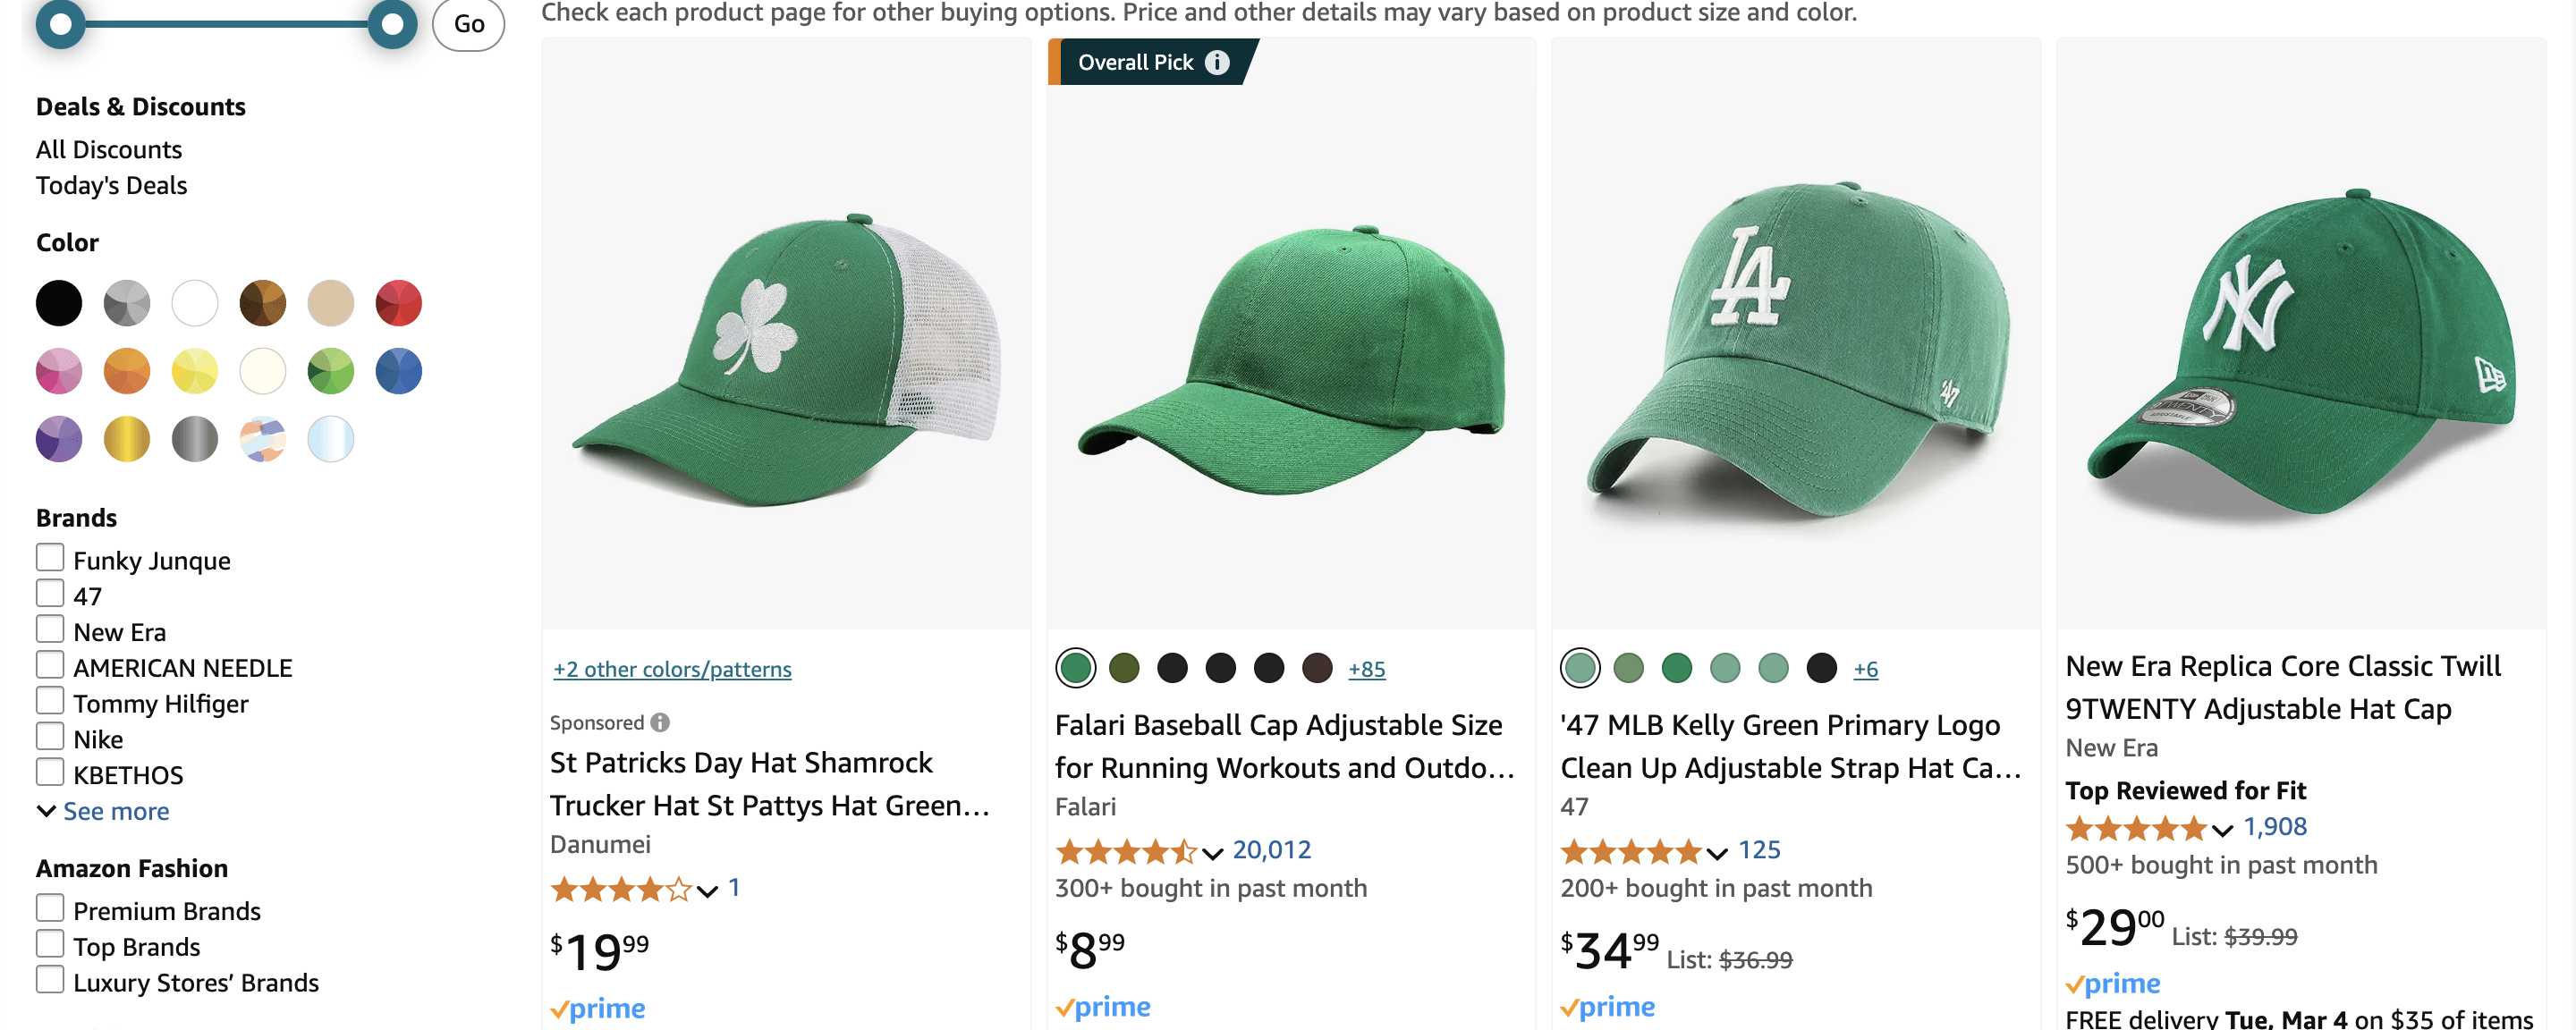 Go
Check each product page for other buying options. Price and other details may vary based on product size and color.
Deals & Discounts
All Discounts
Today's Deals
Color
Brands
Funky Junque
47
New Era
AMERICAN NEEDLE
Tommy Hilfiger
Nike
KBETHOS
See more
Amazon Fashion
Premium Brands
Top Brands
Luxury Stores’ Brands
+2 other colors/patterns
Sponsored
St Patricks Day Hat Shamrock
Trucker Hat St Pattys Hat Green…
Danumei
1
$19.99
prime
Overall Pick
+85
Falari Baseball Cap Adjustable Size
for Running Workouts and Outdo…
Falari
20,012
300+ bought in past month
$8.99
prime
LA
'47
+6
'47 MLB Kelly Green Primary Logo
Clean Up Adjustable Strap Hat Ca…
47
125
200+ bought in past month
$34.99 List: $36.99
prime
NY
9TWENTY
New Era Replica Core Classic Twill
9TWENTY Adjustable Hat Cap
New Era
Top Reviewed for Fit
1,908
500+ bought in past month
$29.00 List: $39.99
prime
FREE delivery Tue, Mar 4 on $35 of items